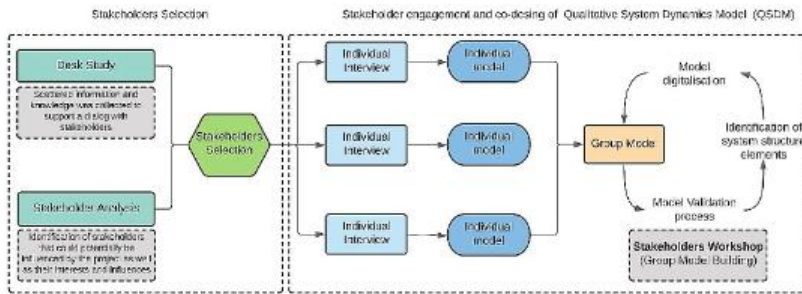 Stakeholders Selection
Stakeholder engagement and co-desing of Qualitative System Dynamics Model (QSDM)
Desk Study
Scattered information and
knowledge was collected to
support a dialog with
stakeholders
Stakeholder Analysis
Identification of stakeholders
that could potentially be
influenced by the project as well
as their interests and influences
Stakeholders
Selection
Individual
Interview
Individual
model
Individual
Interview
Individual
model
Individual
Interview
Individual
model
Group Model
Model
digitalisation
Identification of
system structure
elements
Model Validation
process
Stakeholders Workshop
(Group Model Building)